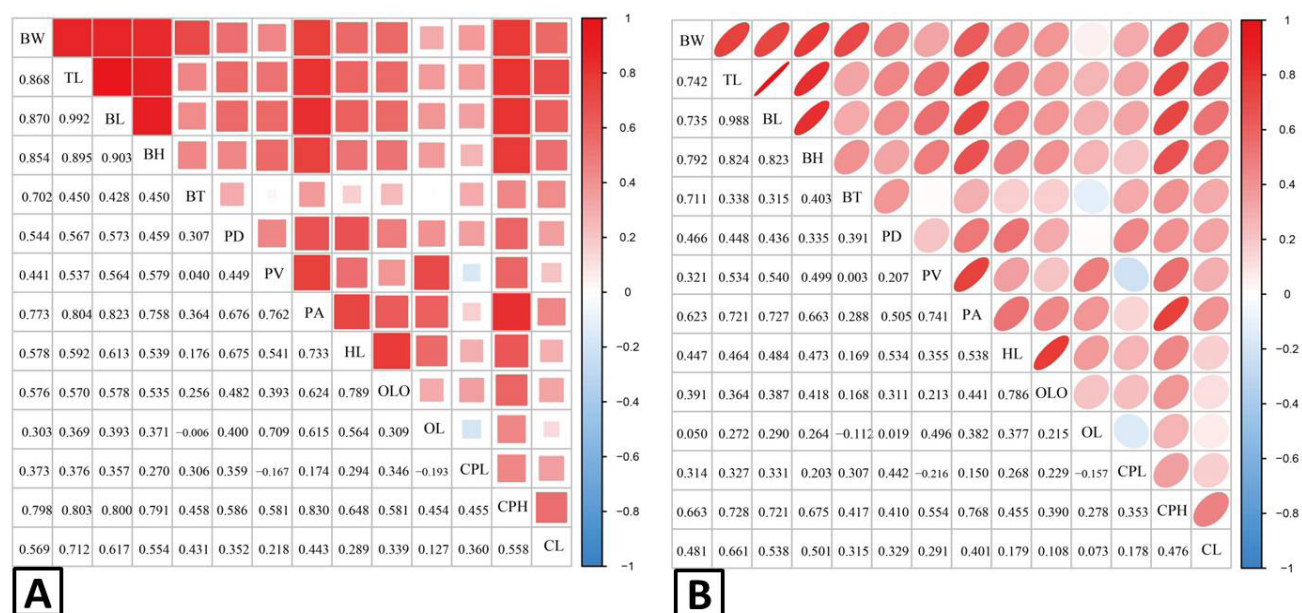 BW
0.868 TL
0.870 0.992 BL
0.854 0.895 0.903 BH
0.702 0.450 0.428 0.450 BT
0.544 0.567 0.573 0.459 0.307 PD
0.441 0.537 0.564 0.579 0.040 0.449 PV
0.773 0.804 0.823 0.758 0.364 0.676 0.762 PA
0.578 0.592 0.613 0.539 0.176 0.675 0.541 0.733 HL
0.576 0.570 0.578 0.535 0.256 0.482 0.393 0.624 0.789 OLO
0.303 0.369 0.393 0.371 −0.006 0.400 0.709 0.615 0.564 0.309 OL
0.373 0.376 0.357 0.270 0.306 0.359 −0.167 0.174 0.294 0.346 −0.193 CPL
0.798 0.803 0.800 0.791 0.458 0.586 0.581 0.830 0.648 0.581 0.454 0.455 CPH
0.569 0.712 0.617 0.554 0.431 0.352 0.218 0.443 0.289 0.339 0.127 0.360 0.558 CL
1
0.8
0.6
0.4
0.2
0
−0.2
−0.4
−0.6
−0.8
−1
A
BW
0.742 TL
0.735 0.988 BL
0.792 0.824 0.823 BH
0.711 0.338 0.315 0.403 BT
0.466 0.448 0.436 0.335 0.391 PD
0.321 0.534 0.540 0.499 0.003 0.207 PV
0.623 0.721 0.727 0.663 0.288 0.505 0.741 PA
0.447 0.464 0.484 0.473 0.169 0.534 0.355 0.538 HL
0.391 0.364 0.387 0.418 0.168 0.311 0.213 0.441 0.786 OLO
0.050 0.272 0.290 0.264 −0.112 0.019 0.496 0.382 0.377 0.215 OL
0.314 0.327 0.331 0.203 0.307 0.442 −0.216 0.150 0.268 0.229 −0.157 CPL
0.663 0.728 0.721 0.675 0.417 0.410 0.554 0.768 0.455 0.390 0.278 0.353 CPH
0.481 0.661 0.538 0.501 0.315 0.329 0.291 0.401 0.179 0.108 0.073 0.178 0.476 CL
1
0.8
0.6
0.4
0.2
0
−0.2
−0.4
−0.6
−0.8
−1
B